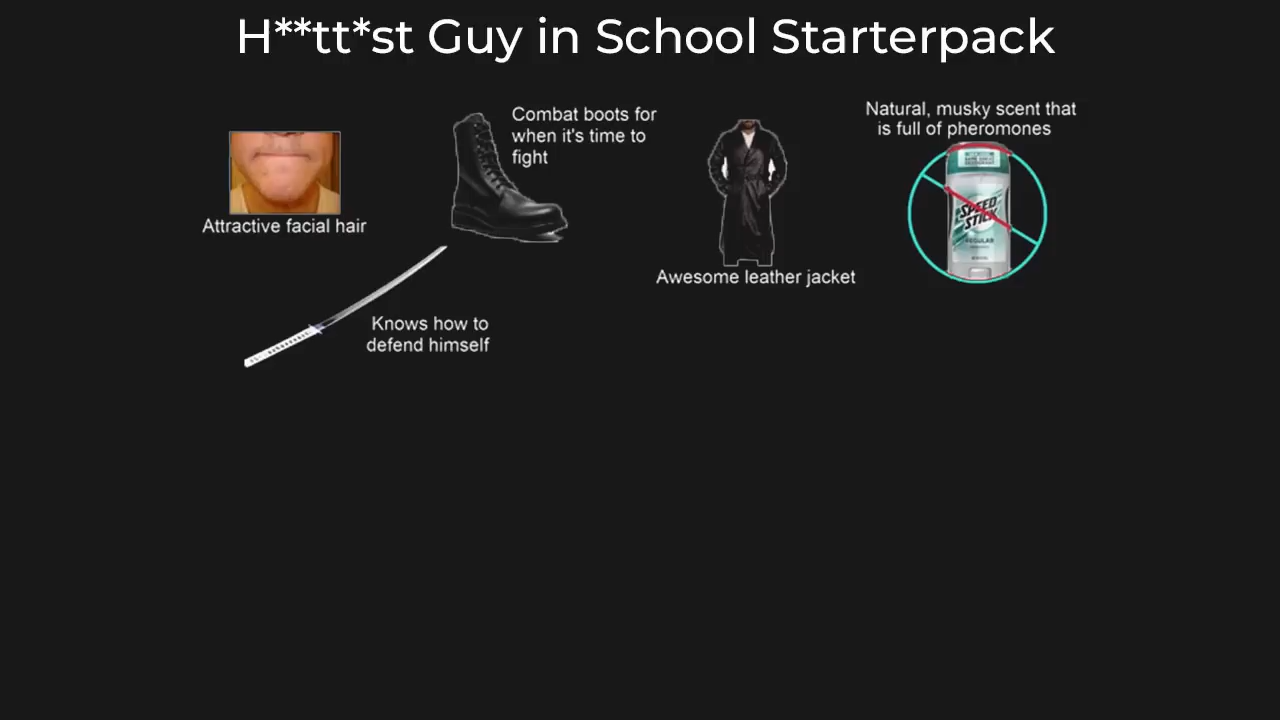 H**tt*st Guy in School Starterpack
Combat boots for
when it's time to
fight
Natural, musky scent that
is full of pheromones
SPEED
STICK
REGULAR
Attractive facial hair
Awesome leather jacket
Knows how to
defend himself